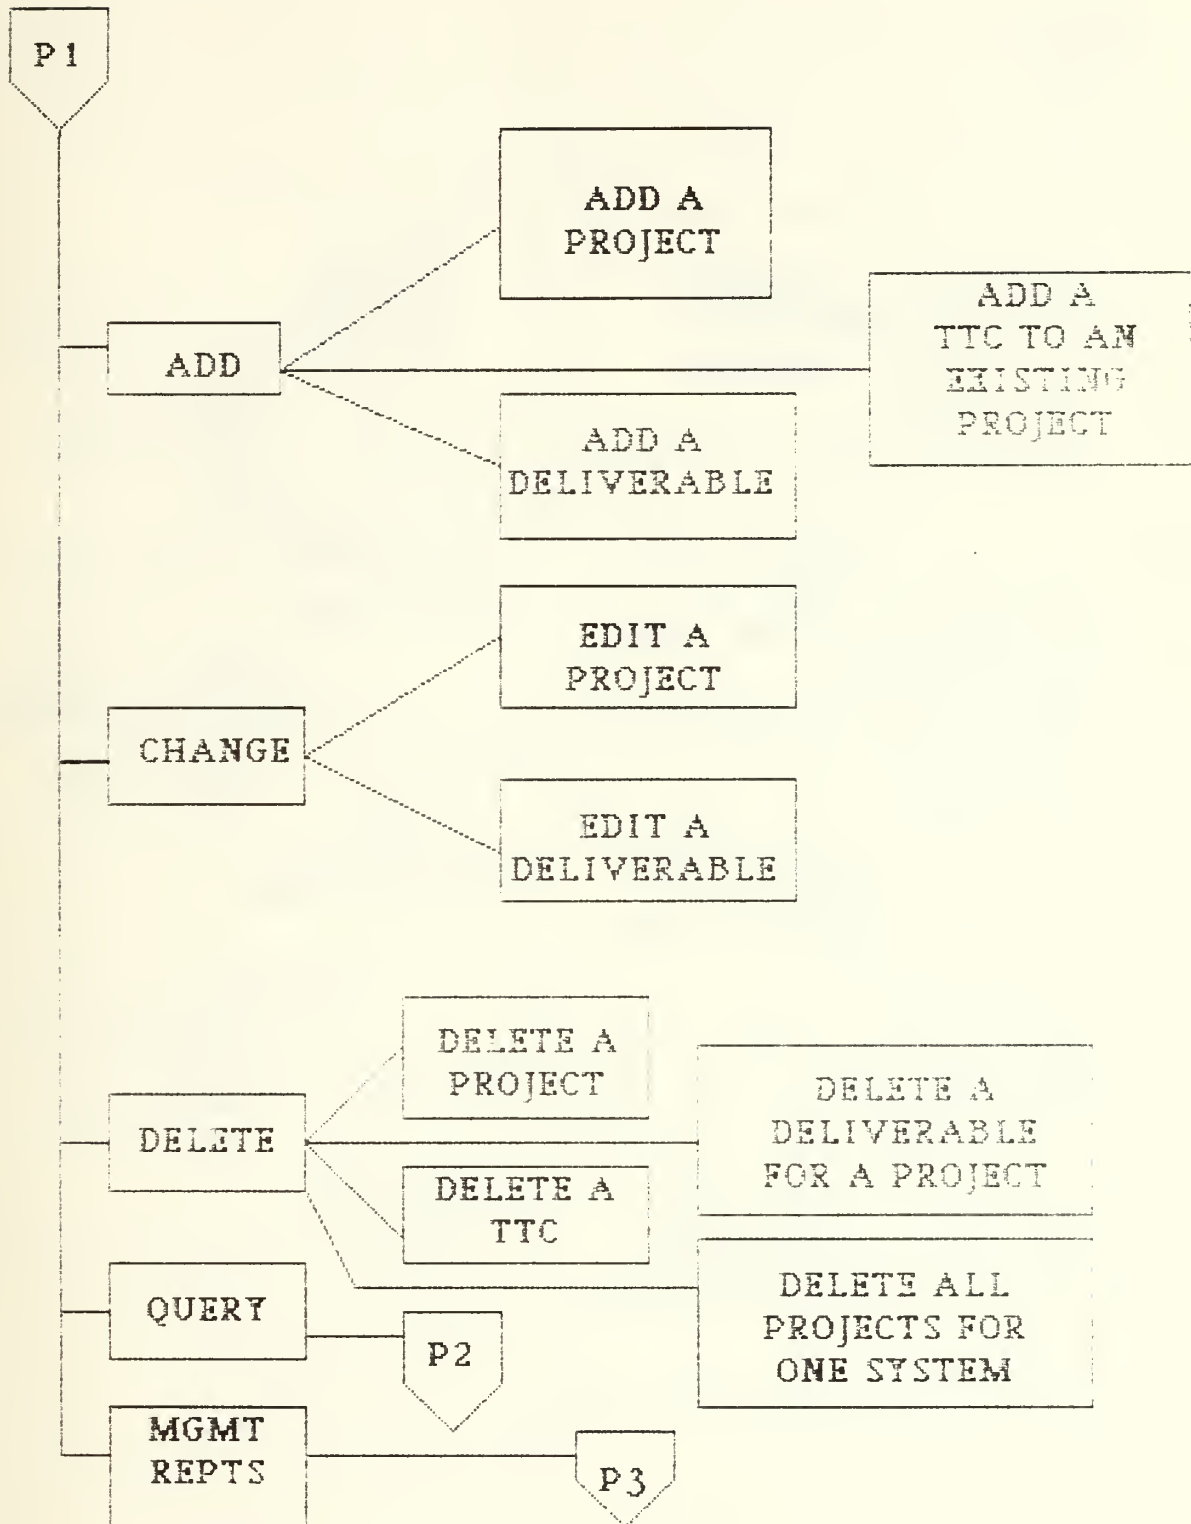 P1
ADD A
PROJECT
ADD A
TTC TO AN
EXISTING
PROJECT
ADD
ADD A
DELIVERABLE
EDIT A
PROJECT
CHANGE
EDIT A
DELIVERABLE
DELETE A
PROJECT
DELETE A
DELIVERABLE
FOR A PROJECT
DELETE
DELETE A
TTC
DELETE ALL
PROJECTS FOR
ONE SYSTEM
QUERY
P2
MGMT
REPTS
P3